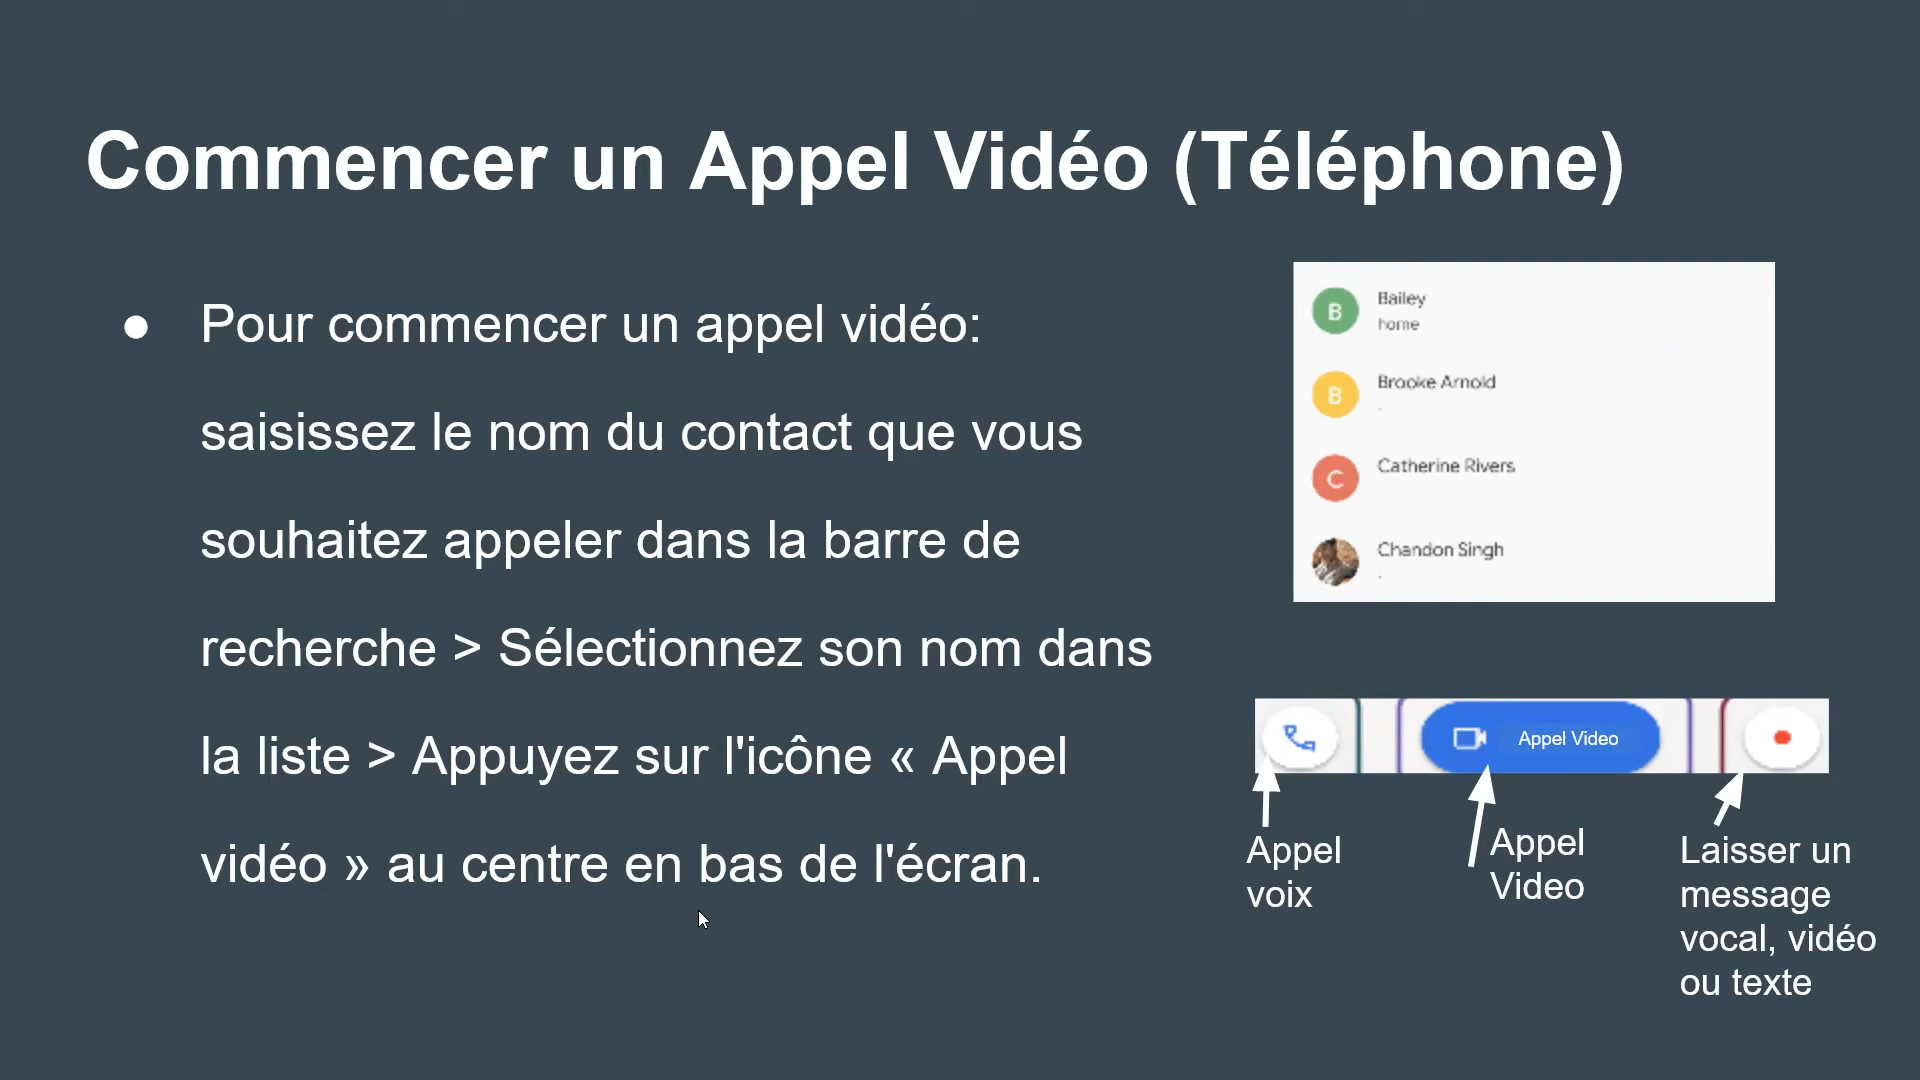 Commencer un Appel Vidéo (Téléphone)
● Pour commencer un appel vidéo:
saisissez le nom du contact que vous
souhaitez appeler dans la barre de
recherche > Sélectionnez son nom dans
la liste > Appuyez sur l'icône « Appel
vidéo » au centre en bas de l'écran.
B
Bailey
home
B
Brooke Arnold
C
Catherine Rivers
Chandon Singh
Appel Video
Appel
voix
Appel
Video
Laisser un
message
vocal, vidéo
ou texte